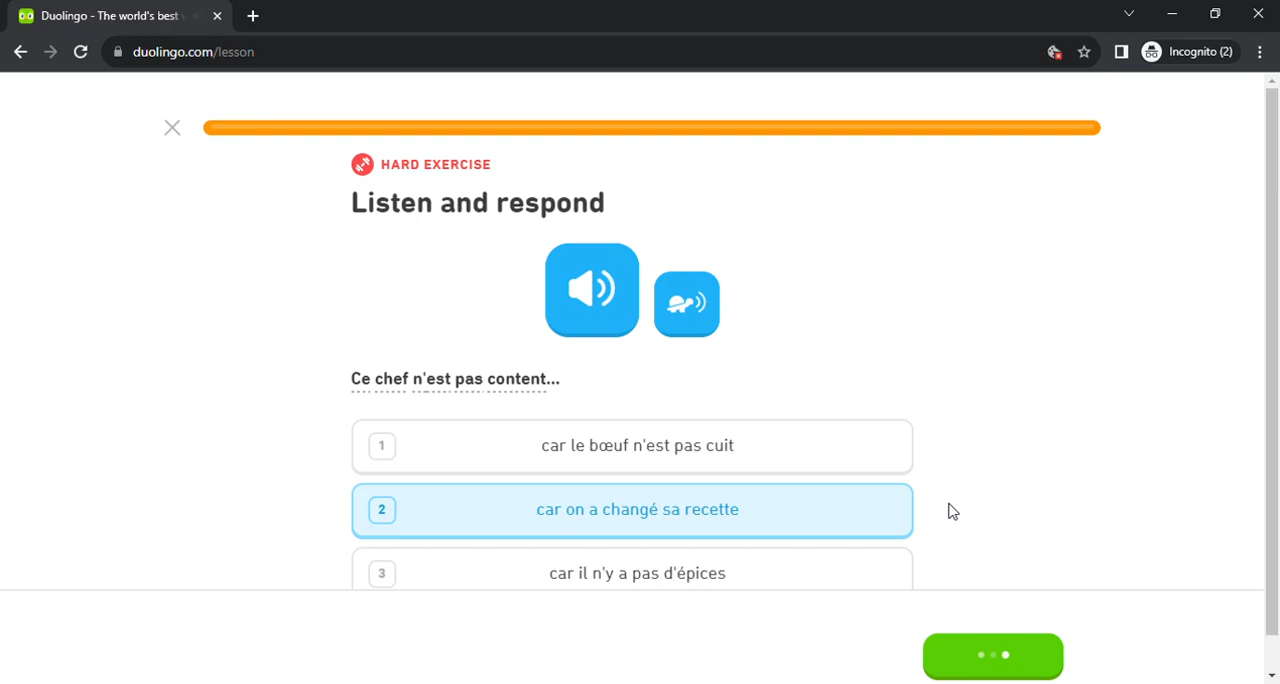 Duolingo - The world's best
duolingo.com/lesson
Incognito (2)
HARD EXERCISE
Listen and respond
Ce chef n'est pas content...
1 car le bœuf n'est pas cuit
2 car on a changé sa recette
3 car il n'y a pas d'épices